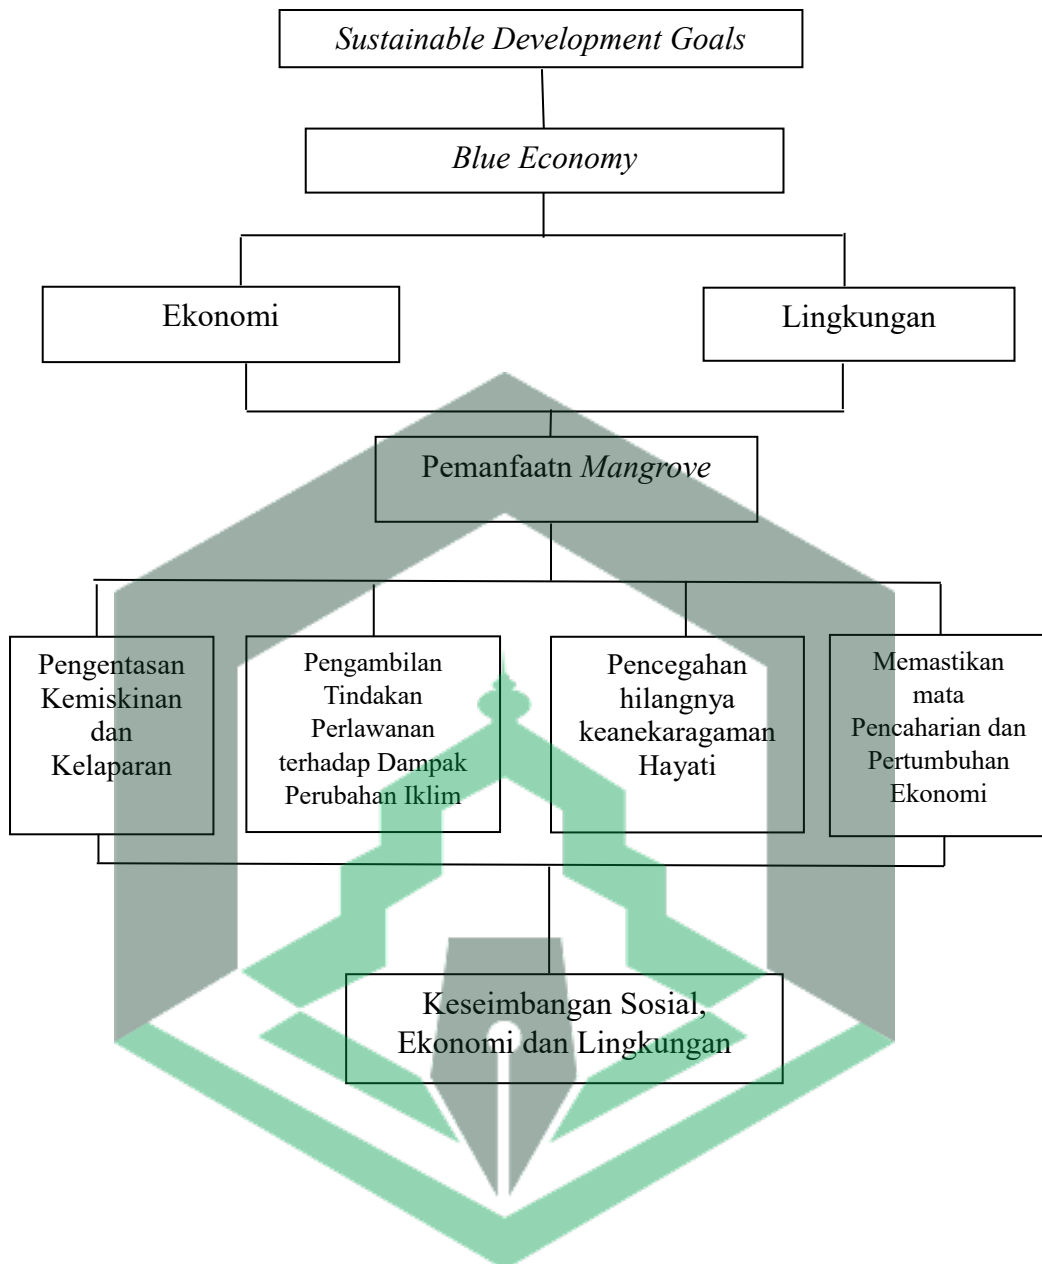 Sustainable Development Goals
Blue Economy
Ekonomi
Lingkungan
Pemanfaatn Mangrove
Pengentasan
Kemiskinan
dan
Kelaparan
Pengambilan
Tindakan
Perlawanan
terhadap Dampak
Perubahan Iklim
Pencegahan
hilangnya
keanekaragaman
Hayati
Memastikan
mata
Pencaharian dan
Pertumbuhan
Ekonomi
Keseimbangan Sosial,
Ekonomi dan Lingkungan